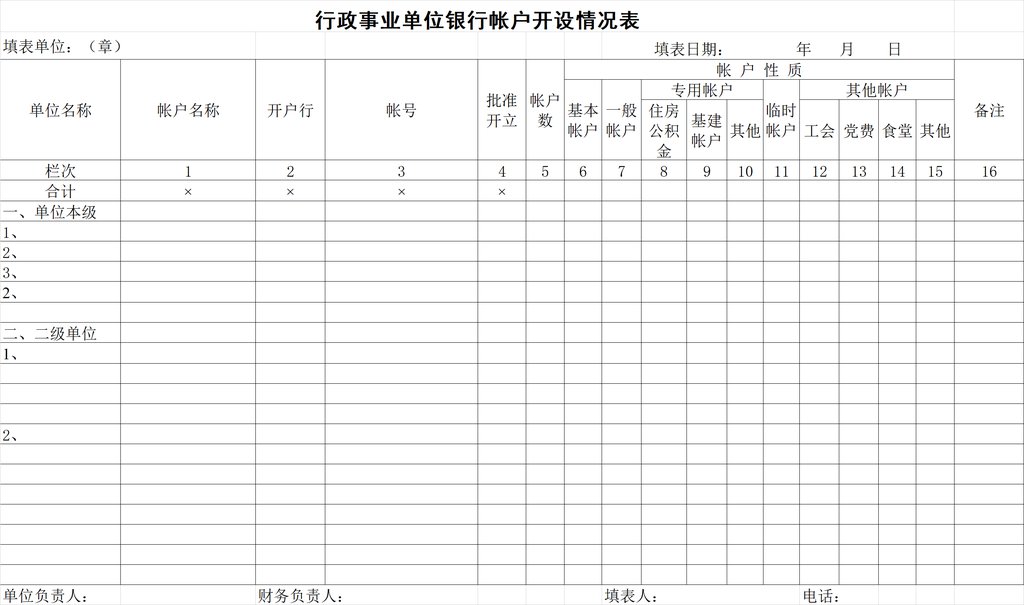 行政事业单位银行帐户开设情况表
填表单位：（章） 填表日期： 年 月 日
单位名称 帐户名称 开户行 帐号 批准开立 帐户数 帐 户 性 质 备注
基本帐户 一般帐户 专用帐户 临时帐户 其他帐户
住房公积金 基建帐户 其他 工会 党费 食堂 其他
栏次 1 2 3 4 5 6 7 8 9 10 11 12 13 14 15 16
合计 × × × ×
一、单位本级
1、
2、
3、
2、
二、二级单位
1、
2、
单位负责人： 财务负责人： 填表人： 电话：